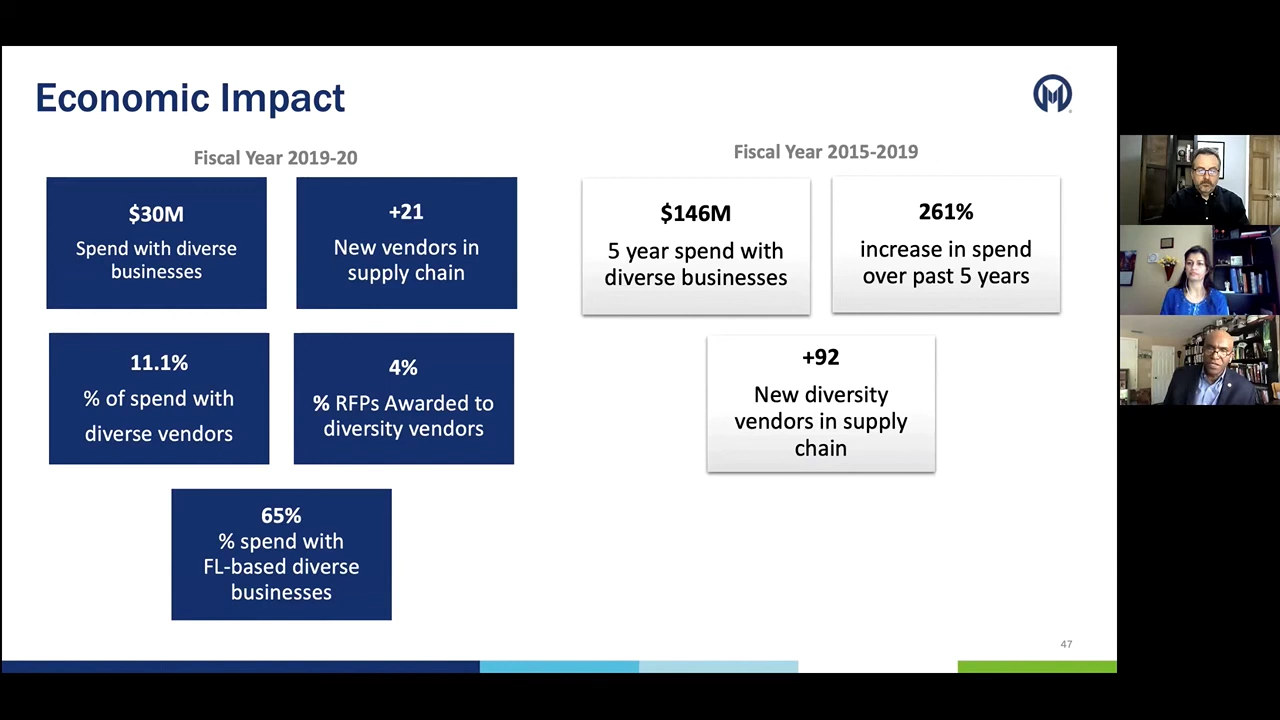 Economic Impact
Fiscal Year 2019-20
$30M
Spend with diverse
businesses
+21
New vendors in
supply chain
11.1%
% of spend with
diverse vendors
4%
% RFPs Awarded to
diversity vendors
65%
% spend with
FL-based diverse
businesses
Fiscal Year 2015-2019
$146M
5 year spend with
diverse businesses
261%
increase in spend
over past 5 years
+92
New diversity
vendors in supply
chain
47